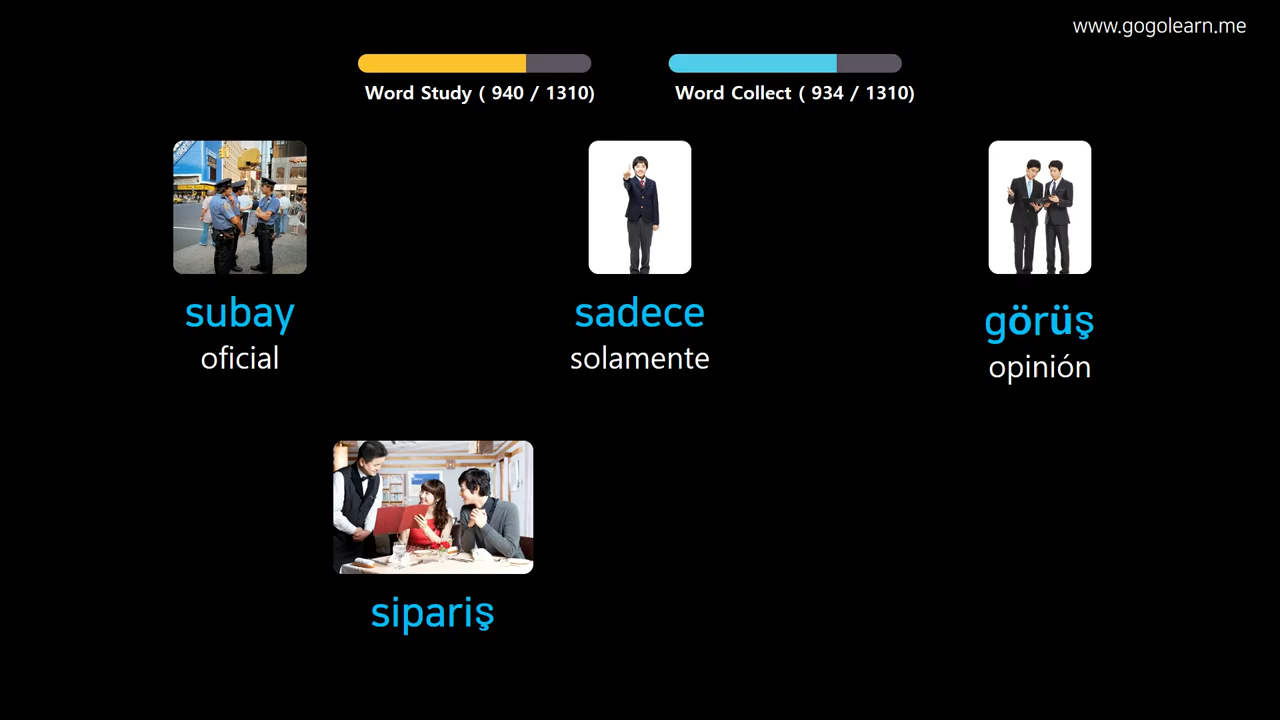 www.gogolearn.me
Word Study ( 940 / 1310)
Word Collect ( 934 / 1310)
subay
oficial
sadece
solamente
görüş
opinión
sipariş